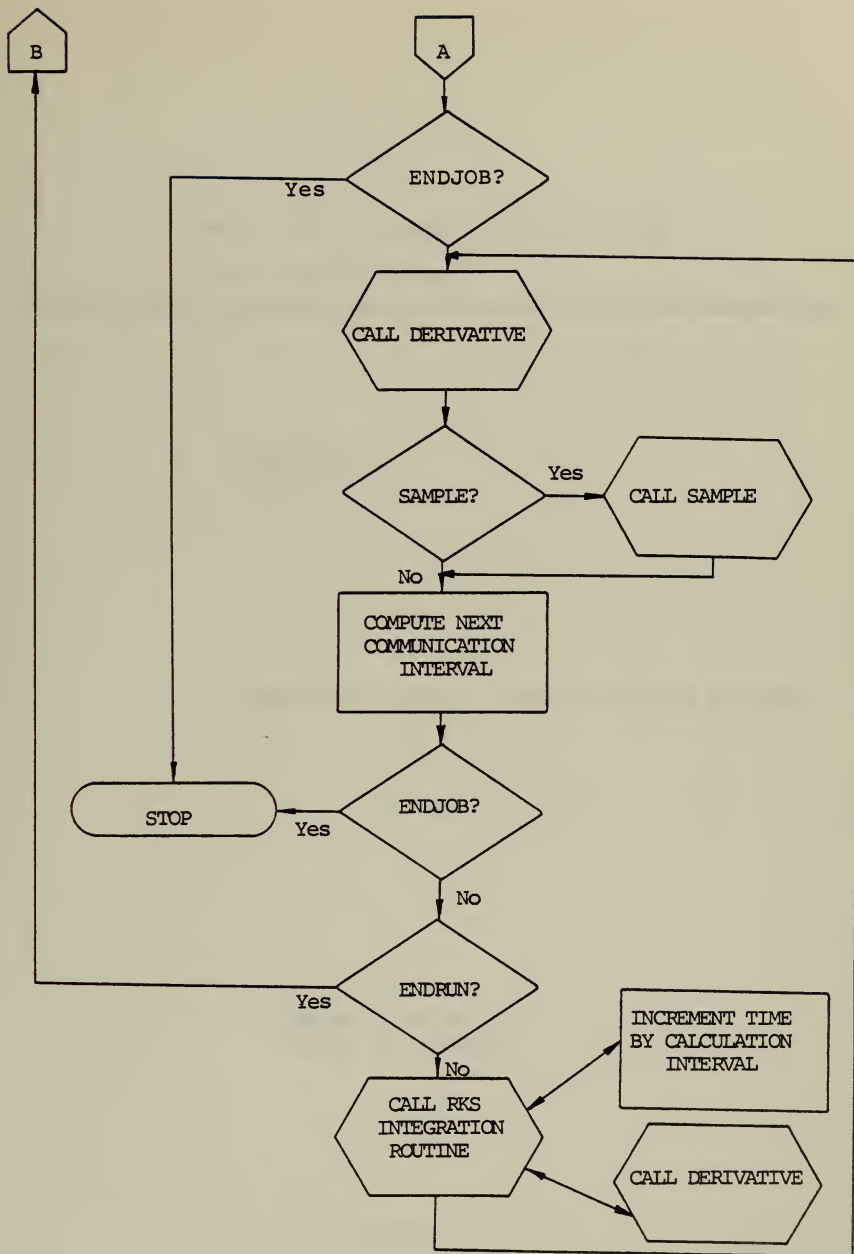 B
A
ENDJOB?
Yes
CALL DERIVATIVE
SAMPLE?
Yes
CALL SAMPLE
No
COMPUTE NEXT
COMMUNICATION
INTERVAL
ENDJOB?
STOP
Yes
No
ENDRUN?
Yes
No
INCREMENT TIME
BY CALCULATION
INTERVAL
CALL RKS
INTEGRATION
ROUTINE
CALL DERIVATIVE